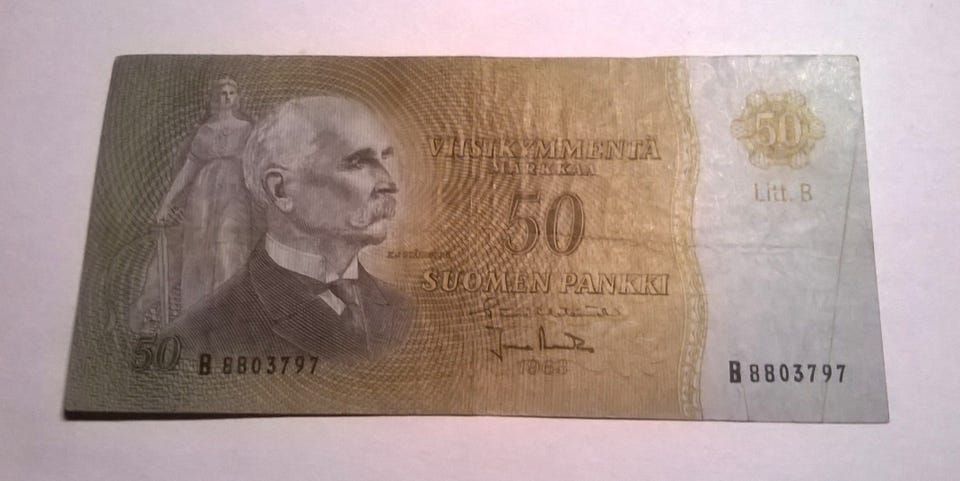 VIISIKYMMENTÄ
MARKKAA
50
SUOMEN PANKKI
1963
50
B 8803797
50
Litt. B
B 8803797